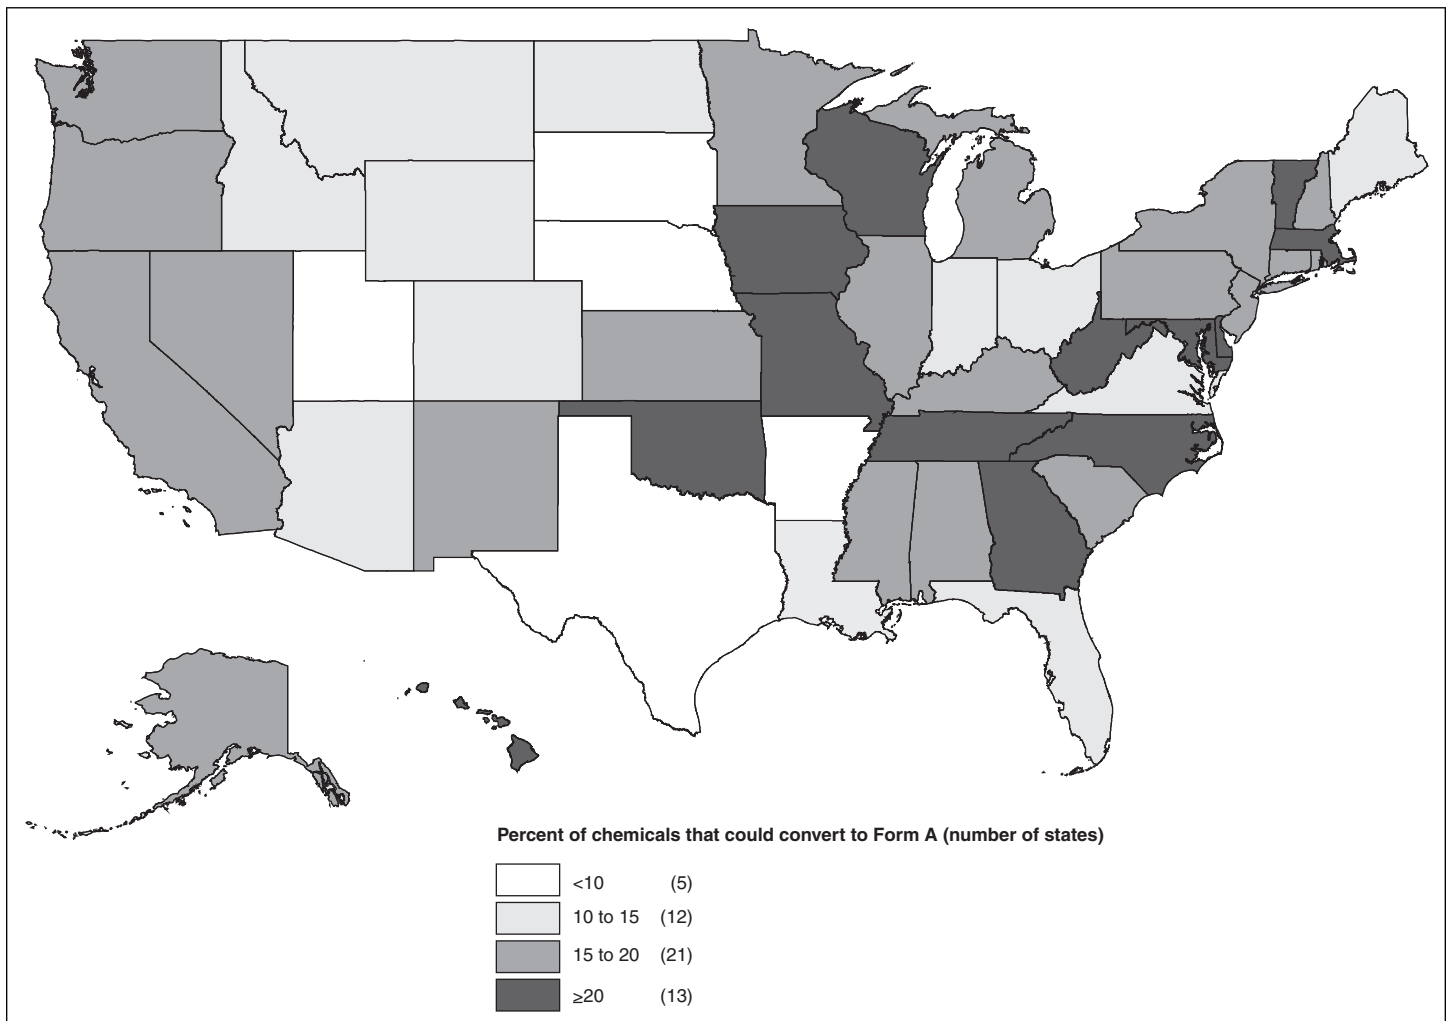 Percent of chemicals that could convert to Form A (number of states)
<10 (5)
10 to 15 (12)
15 to 20 (21)
≥20 (13)